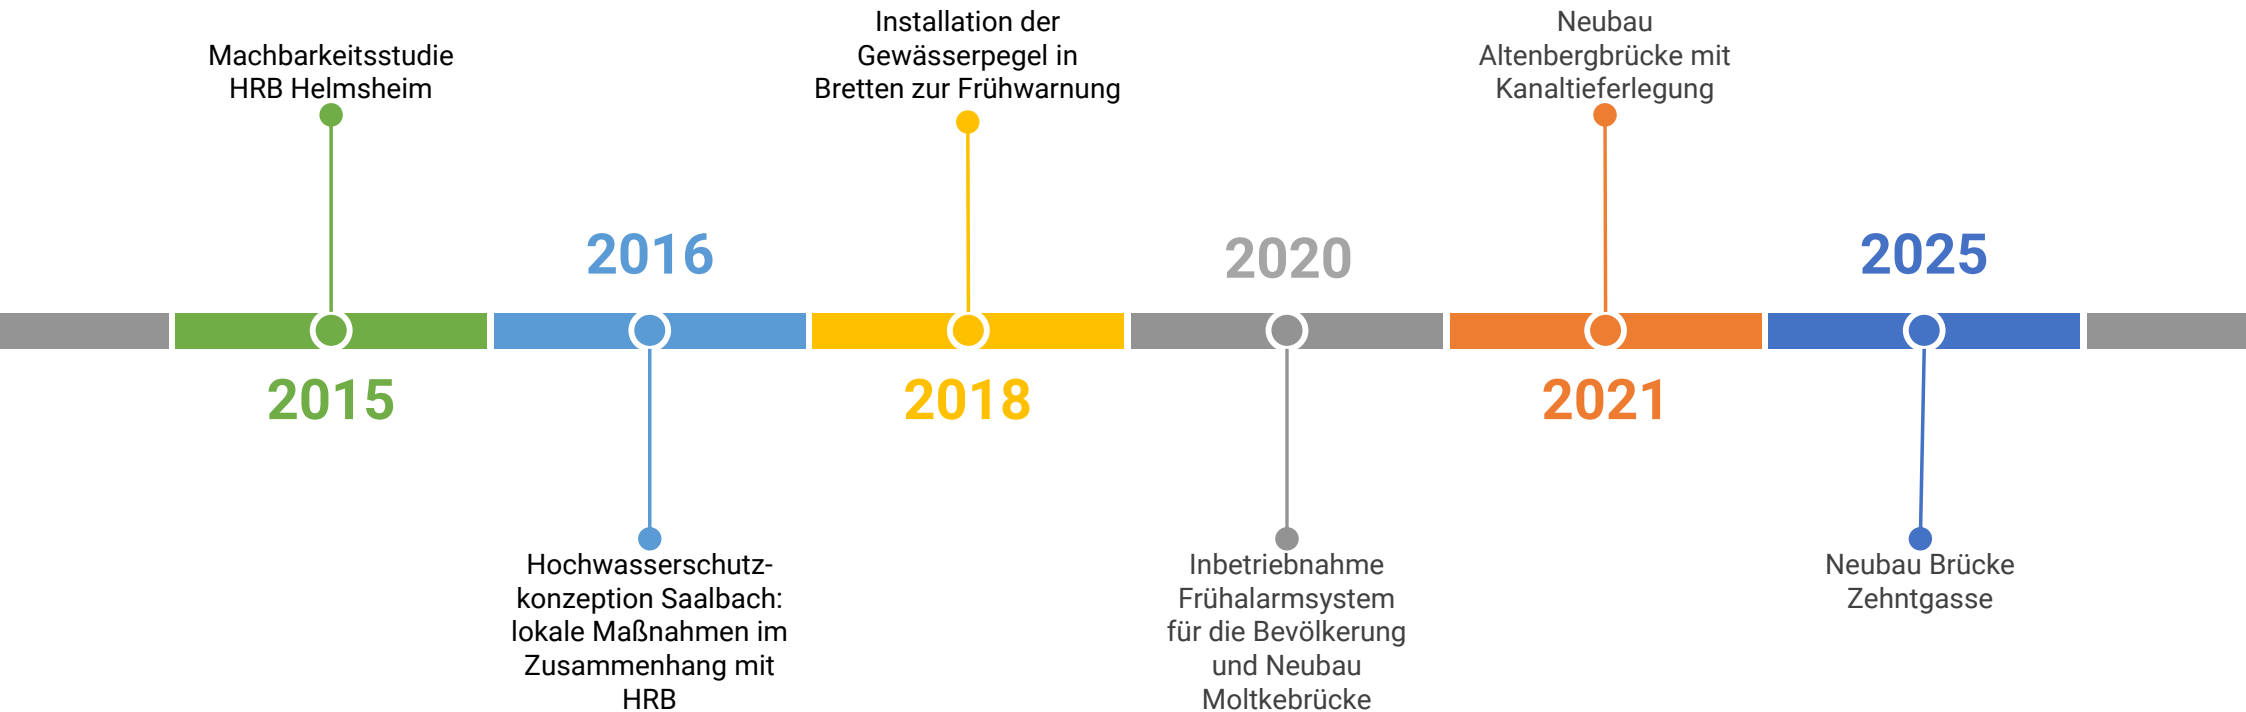 Machbarkeitsstudie
HRB Helmsheim
2015
2016
Hochwasserschutz-
konzeption Saalbach:
lokale Maßnahmen im
Zusammenhang mit
HRB
Installation der
Gewässerpegel in
Bretten zur Frühwarnung
2018
2020
Inbetriebnahme
Frühalarmsystem
für die Bevölkerung
und Neubau
Moltkebrücke
Neubau
Altenbergbrücke mit
Kanaltieferlegung
2021
2025
Neubau Brücke
Zehntgasse